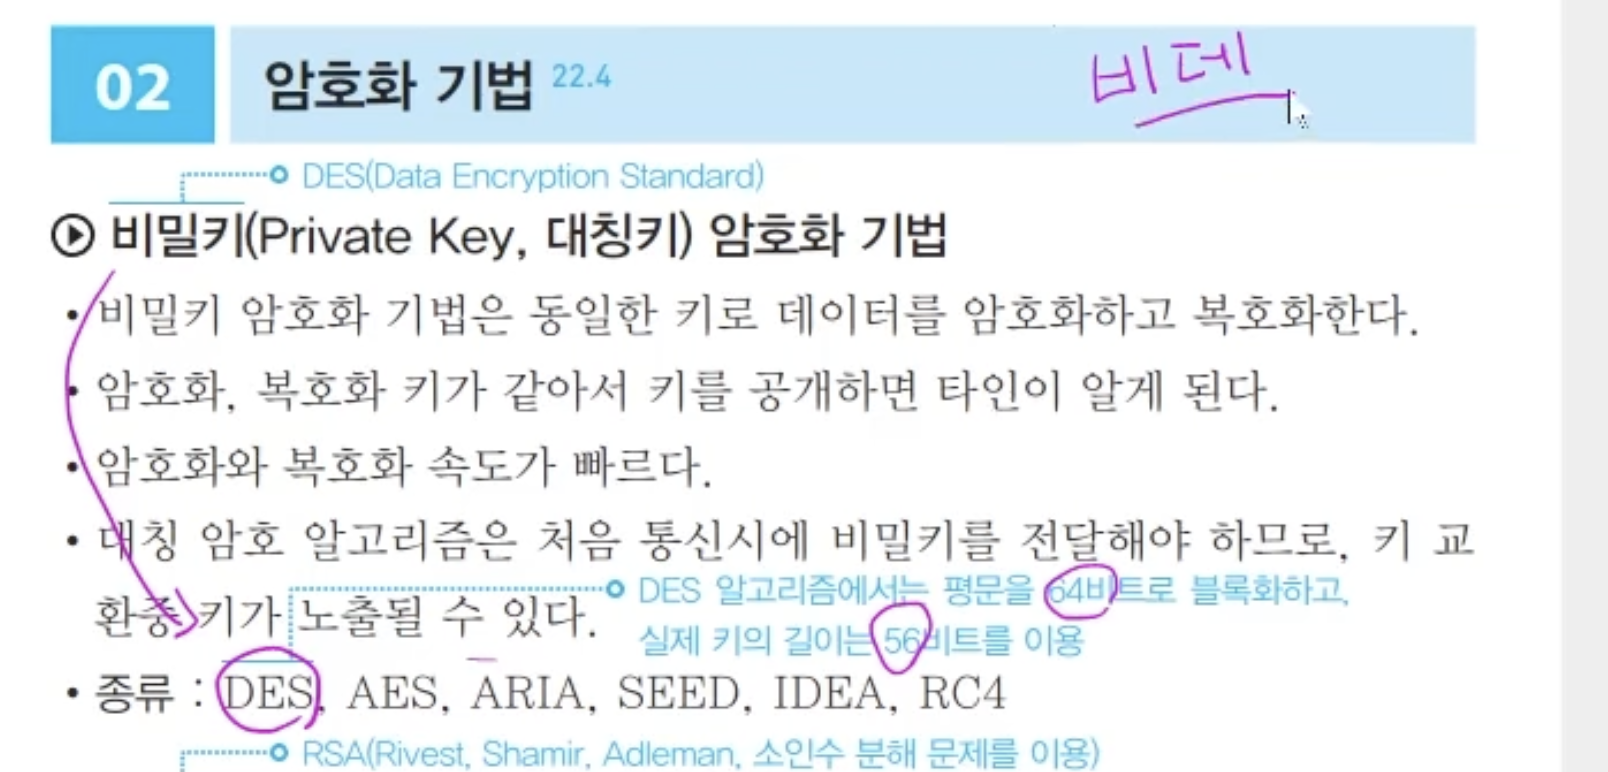 02 암호화 기법 22.4 비데
DES(Data Encryption Standard)
비밀키(Private Key, 대칭키) 암호화 기법
• 비밀키 암호화 기법은 동일한 키로 데이터를 암호화하고 복호화한다.
• 암호화, 복호화 키가 같아서 키를 공개하면 타인이 알게 된다.
• 암호화와 복호화 속도가 빠르다.
• 대칭 암호 알고리즘은 처음 통신시에 비밀키를 전달해야 하므로, 키 교
환중 키가 노출될 수 있다.
DES 알고리즘에서는 평문을 64비트로 블록화하고,
실제 키의 길이는 56비트를 이용
• 종류 : DES, AES, ARIA, SEED, IDEA, RC4
RSA(Rivest, Shamir, Adleman, 소인수 분해 문제를 이용)